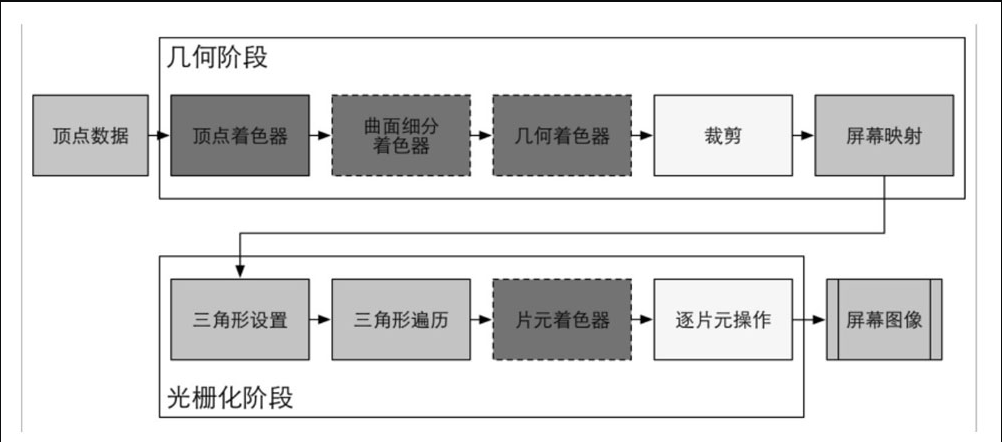 几何阶段
顶点数据
顶点着色器
曲面细分
着色器
几何着色器
裁剪
屏幕映射
三角形设置
三角形遍历
片元着色器
逐片元操作
屏幕图像
光栅化阶段